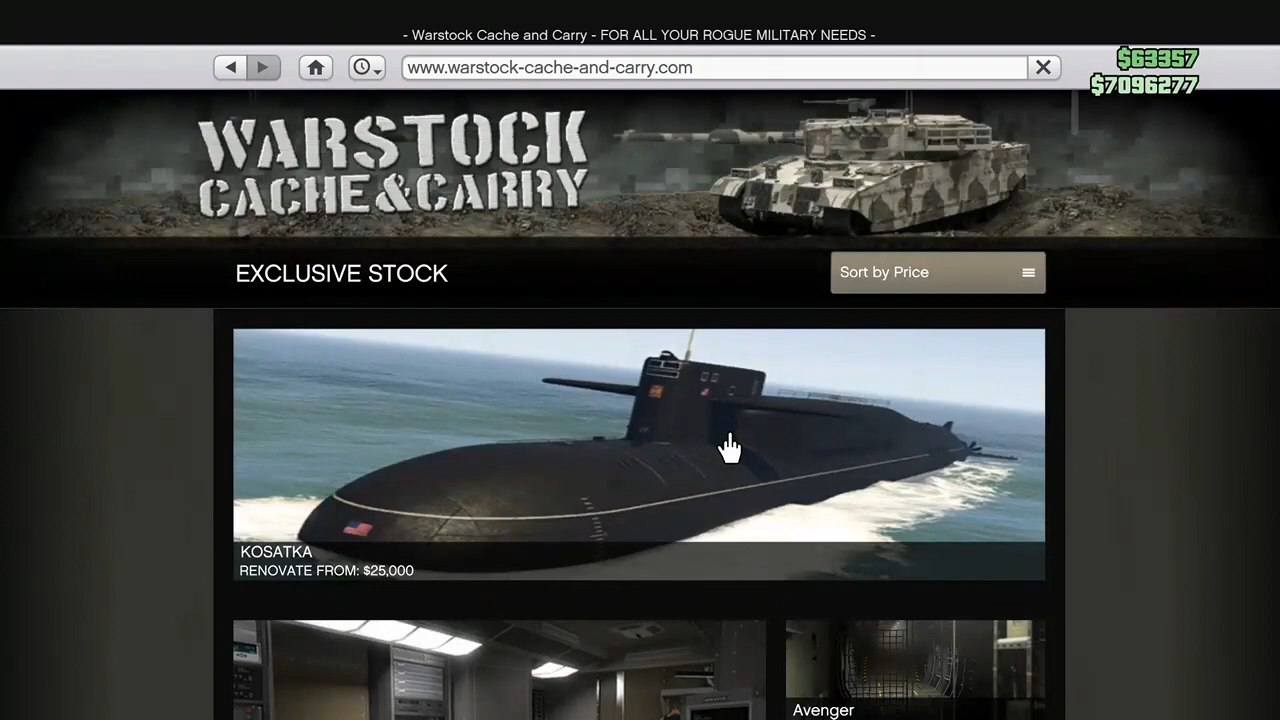 - Warstock Cache and Carry - FOR ALL YOUR ROGUE MILITARY NEEDS -
www.warstock-cache-and-carry.com
$63357
$7096277
WARSTOCK
CACHE&CARRY
EXCLUSIVE STOCK
Sort by Price
KOSATKA
RENOVATE FROM: $25,000
Avenger